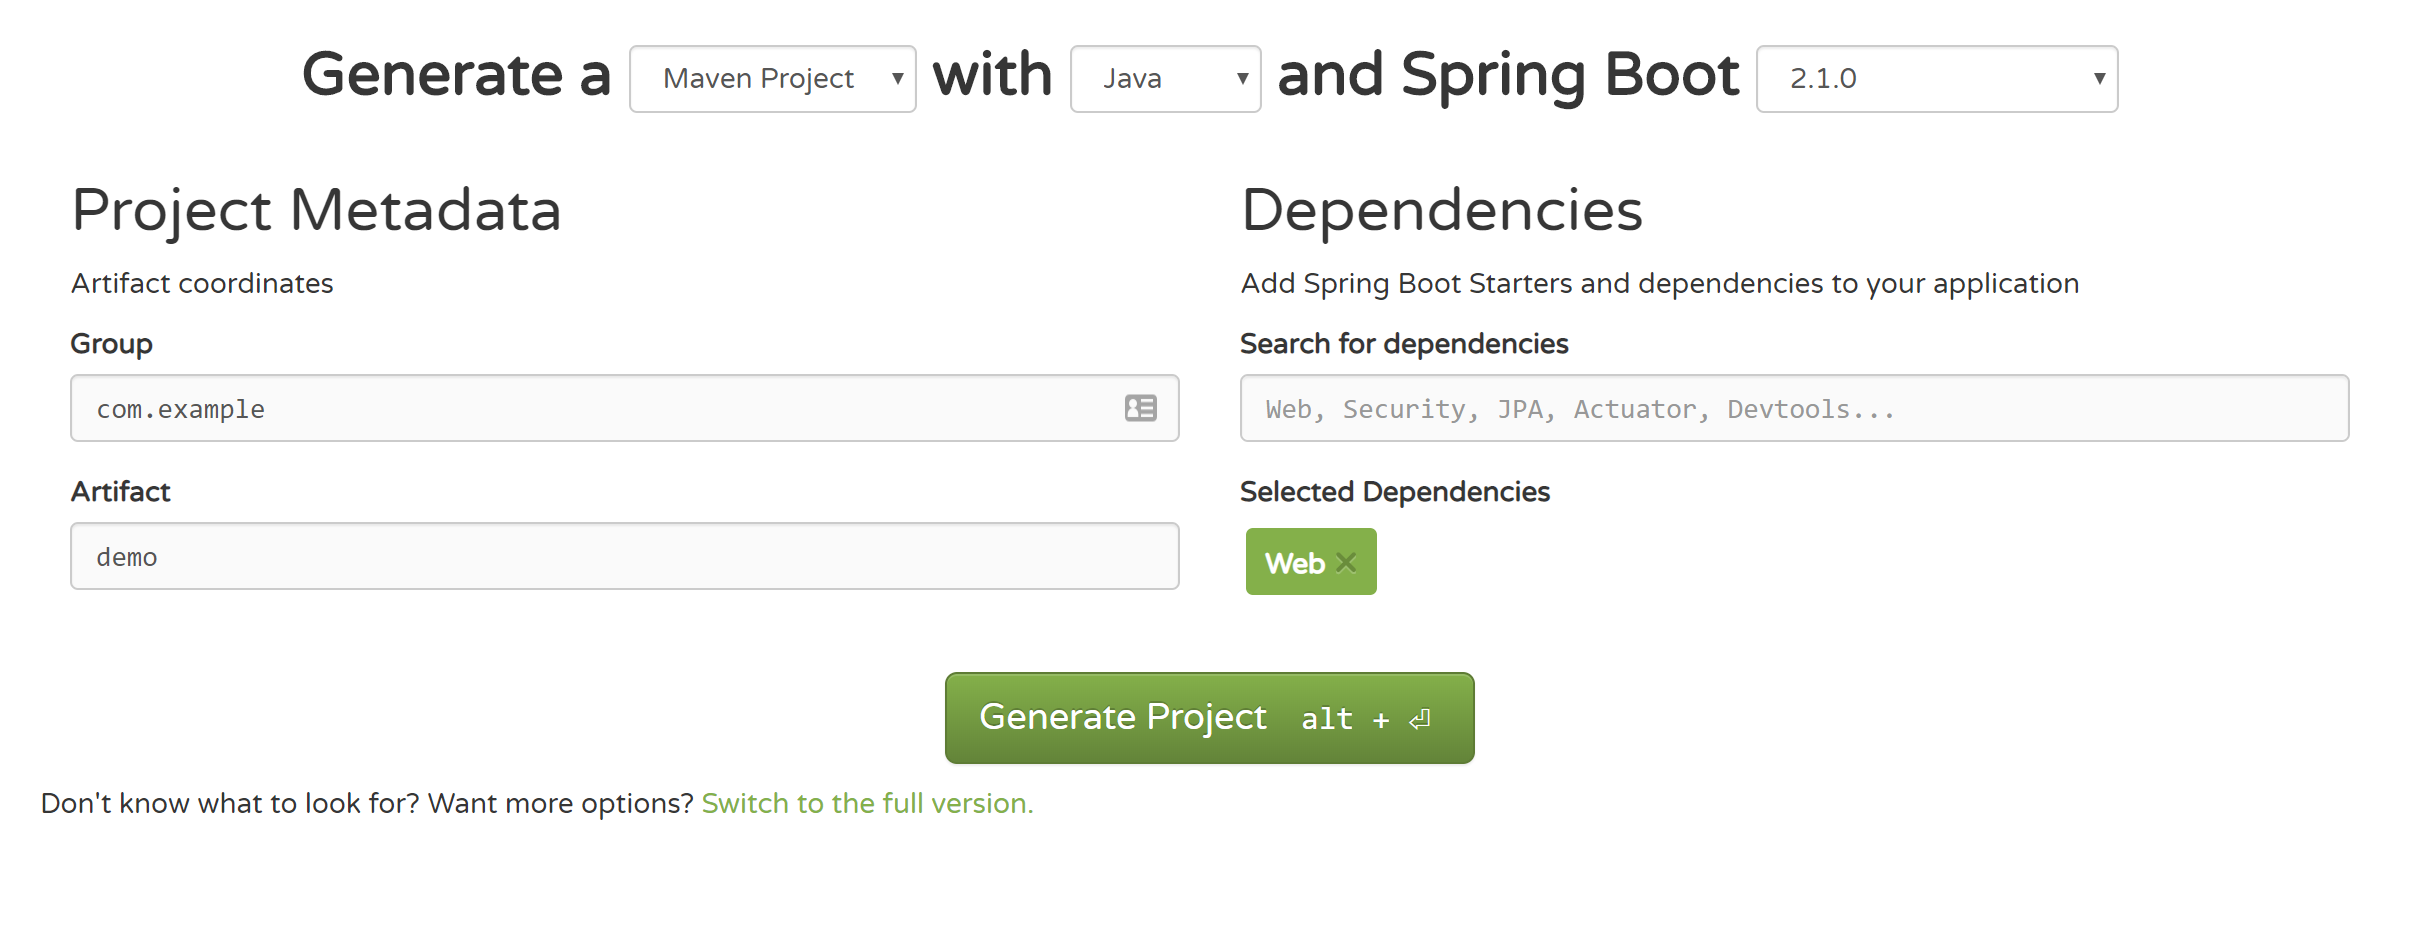 Generate a Maven Project with Java and Spring Boot 2.1.0
Project Metadata
Artifact coordinates
Group
com.example
Artifact
demo
Dependencies
Add Spring Boot Starters and dependencies to your application
Search for dependencies
Web, Security, JPA, Actuator, Devtools...
Selected Dependencies
Web ×
Generate Project alt + ⏎
Don't know what to look for? Want more options? Switch to the full version.